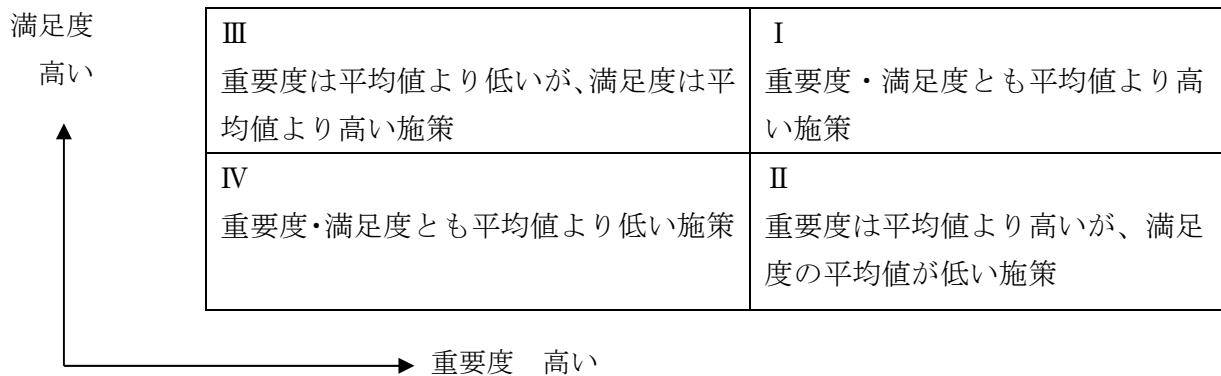 満足度
高い
Ⅲ
重要度は平均値より低いが、満足度は平
均値より高い施策
Ⅰ
重要度・満足度とも平均値より高
い施策
Ⅳ
重要度・満足度とも平均値より低い施策
Ⅱ
重要度は平均値より高いが、満足
度の平均値が低い施策
重要度　高い